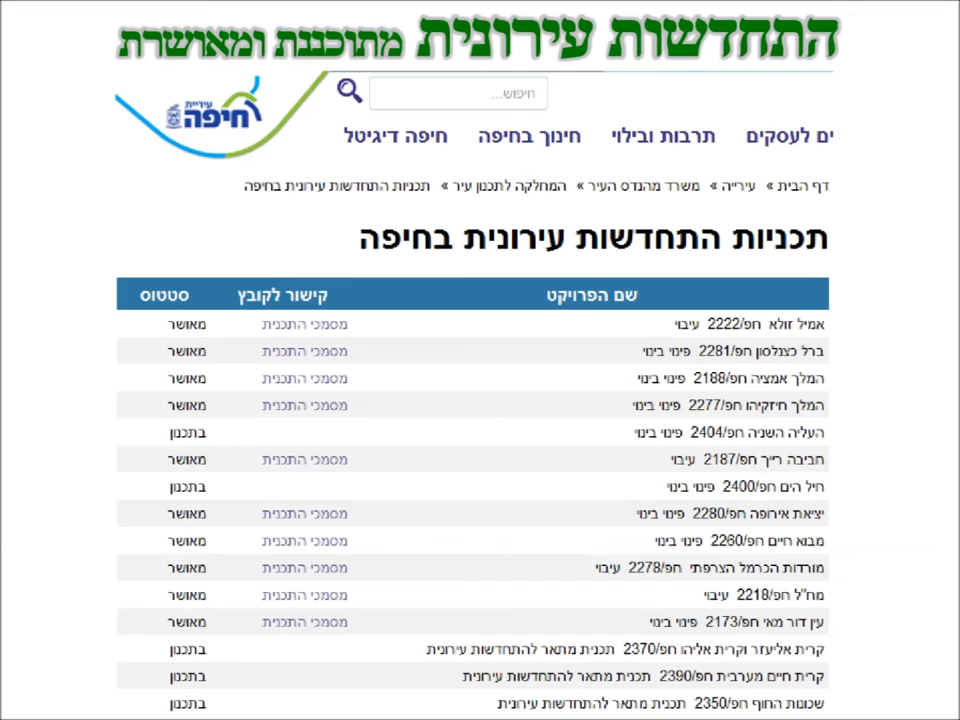 התחדשות עירונית מתוכננת ומאושרת
עיריית
חיפה
חיפוש...
ים לעסקים תרבות ובילוי חינוך בחיפה חיפה דיגיטל
דף הבית » עירייה » משרד מהנדס העיר » המחלקה לתכנון עיר » תכניות התחדשות עירונית בחיפה
תכניות התחדשות עירונית בחיפה
שם הפרויקט קישור לקובץ סטטוס
אמיל זולא חפ/2222 עיבוי מסמכי התכנית מאושר
ברל כצנלסון חפ/2281 פינוי בינוי מסמכי התכנית מאושר
המלך אמציה חפ/2188 פינוי בינוי מסמכי התכנית מאושר
המלך חיזקיהו חפ/2277 פינוי בינוי מסמכי התכנית מאושר
העליה השניה חפ/2404 פינוי בינוי בתכנון
חביבה רייך חפ/2187 עיבוי מסמכי התכנית מאושר
חיל הים חפ/2400 פינוי בינוי בתכנון
יציאת אירופה חפ/2280 פינוי בינוי מסמכי התכנית מאושר
מבוא חיים חפ/2260 פינוי בינוי מסמכי התכנית מאושר
מורדות הכרמל הצרפתי חפ/2278 עיבוי מסמכי התכנית מאושר
מח"ל חפ/2218 עיבוי מסמכי התכנית מאושר
עין דור מאי חפ/2173 פינוי בינוי מסמכי התכנית מאושר
קרית אליעזר וקרית אליהו חפ/2370 תכנית מתאר להתחדשות עירונית בתכנון
קרית חיים מערבית חפ/2390 תכנית מתאר להתחדשות עירונית בתכנון
שכונות החוף חפ/2350 תכנית מתאר להתחדשות עירונית בתכנון